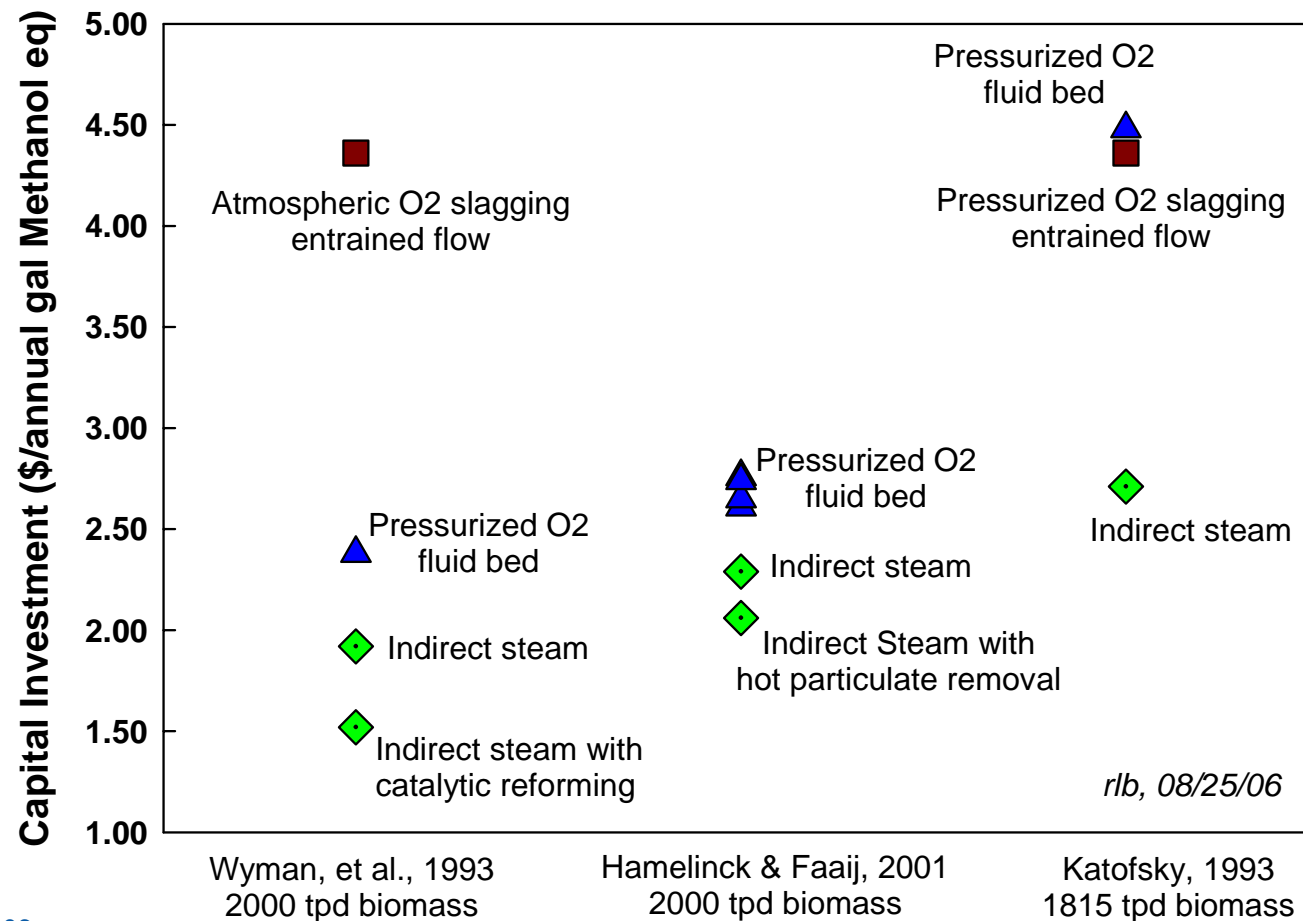 Capital Investment ($/annual gal Methanol eq)
5.00
4.50
4.00
3.50
3.00
2.50
2.00
1.50
1.00
Atmospheric O2 slagging
entrained flow
Pressurized O2
fluid bed
Indirect steam
Indirect steam with
catalytic reforming
Pressurized O2
fluid bed
Indirect steam
Indirect Steam with
hot particulate removal
Pressurized O2
fluid bed
Pressurized O2 slagging
entrained flow
Indirect steam
rlb, 08/25/06
Wyman, et al., 1993
2000 tpd biomass
Hamelinck & Faaij, 2001
2000 tpd biomass
Katofsky, 1993
1815 tpd biomass